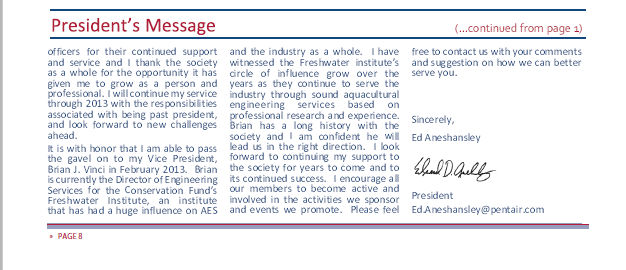 President's Message
(...continued from page 1)
officers for their continued support
and service and I thank the society
as a whole for the opportunity it has
given me to grow as a person and
professional. I will continue my service
through 2013 with the responsibilities
associated with being past president,
and look forward to new challenges
ahead.
It is with honor that I am able to pass
the gavel on to my Vice President,
Brian J. Vinci in February 2013. Brian
is currently the Director of Engineering
Services for the Conservation Fund's
Freshwater Institute, an institute
that has had a huge influence on AES
and the industry as a whole. I have
witnessed the Freshwater institute's
circle of influence grow over the
years as they continue to serve the
industry through sound aquacultural
engineering services based on
professional research and experience.
Brian has a long history with the
society and I am confident he will
lead us in the right direction. I look
forward to continuing my support to
the society for years to come and to
its continued success. I encourage all
our members to become active and
involved in the activities we sponsor
and events we promote. Please feel
free to contact us with your comments
and suggestion on how we can better
serve you.
Sincerely,
Ed Aneshansley
President
Ed.Aneshansley@pentair.com
» PAGE 8